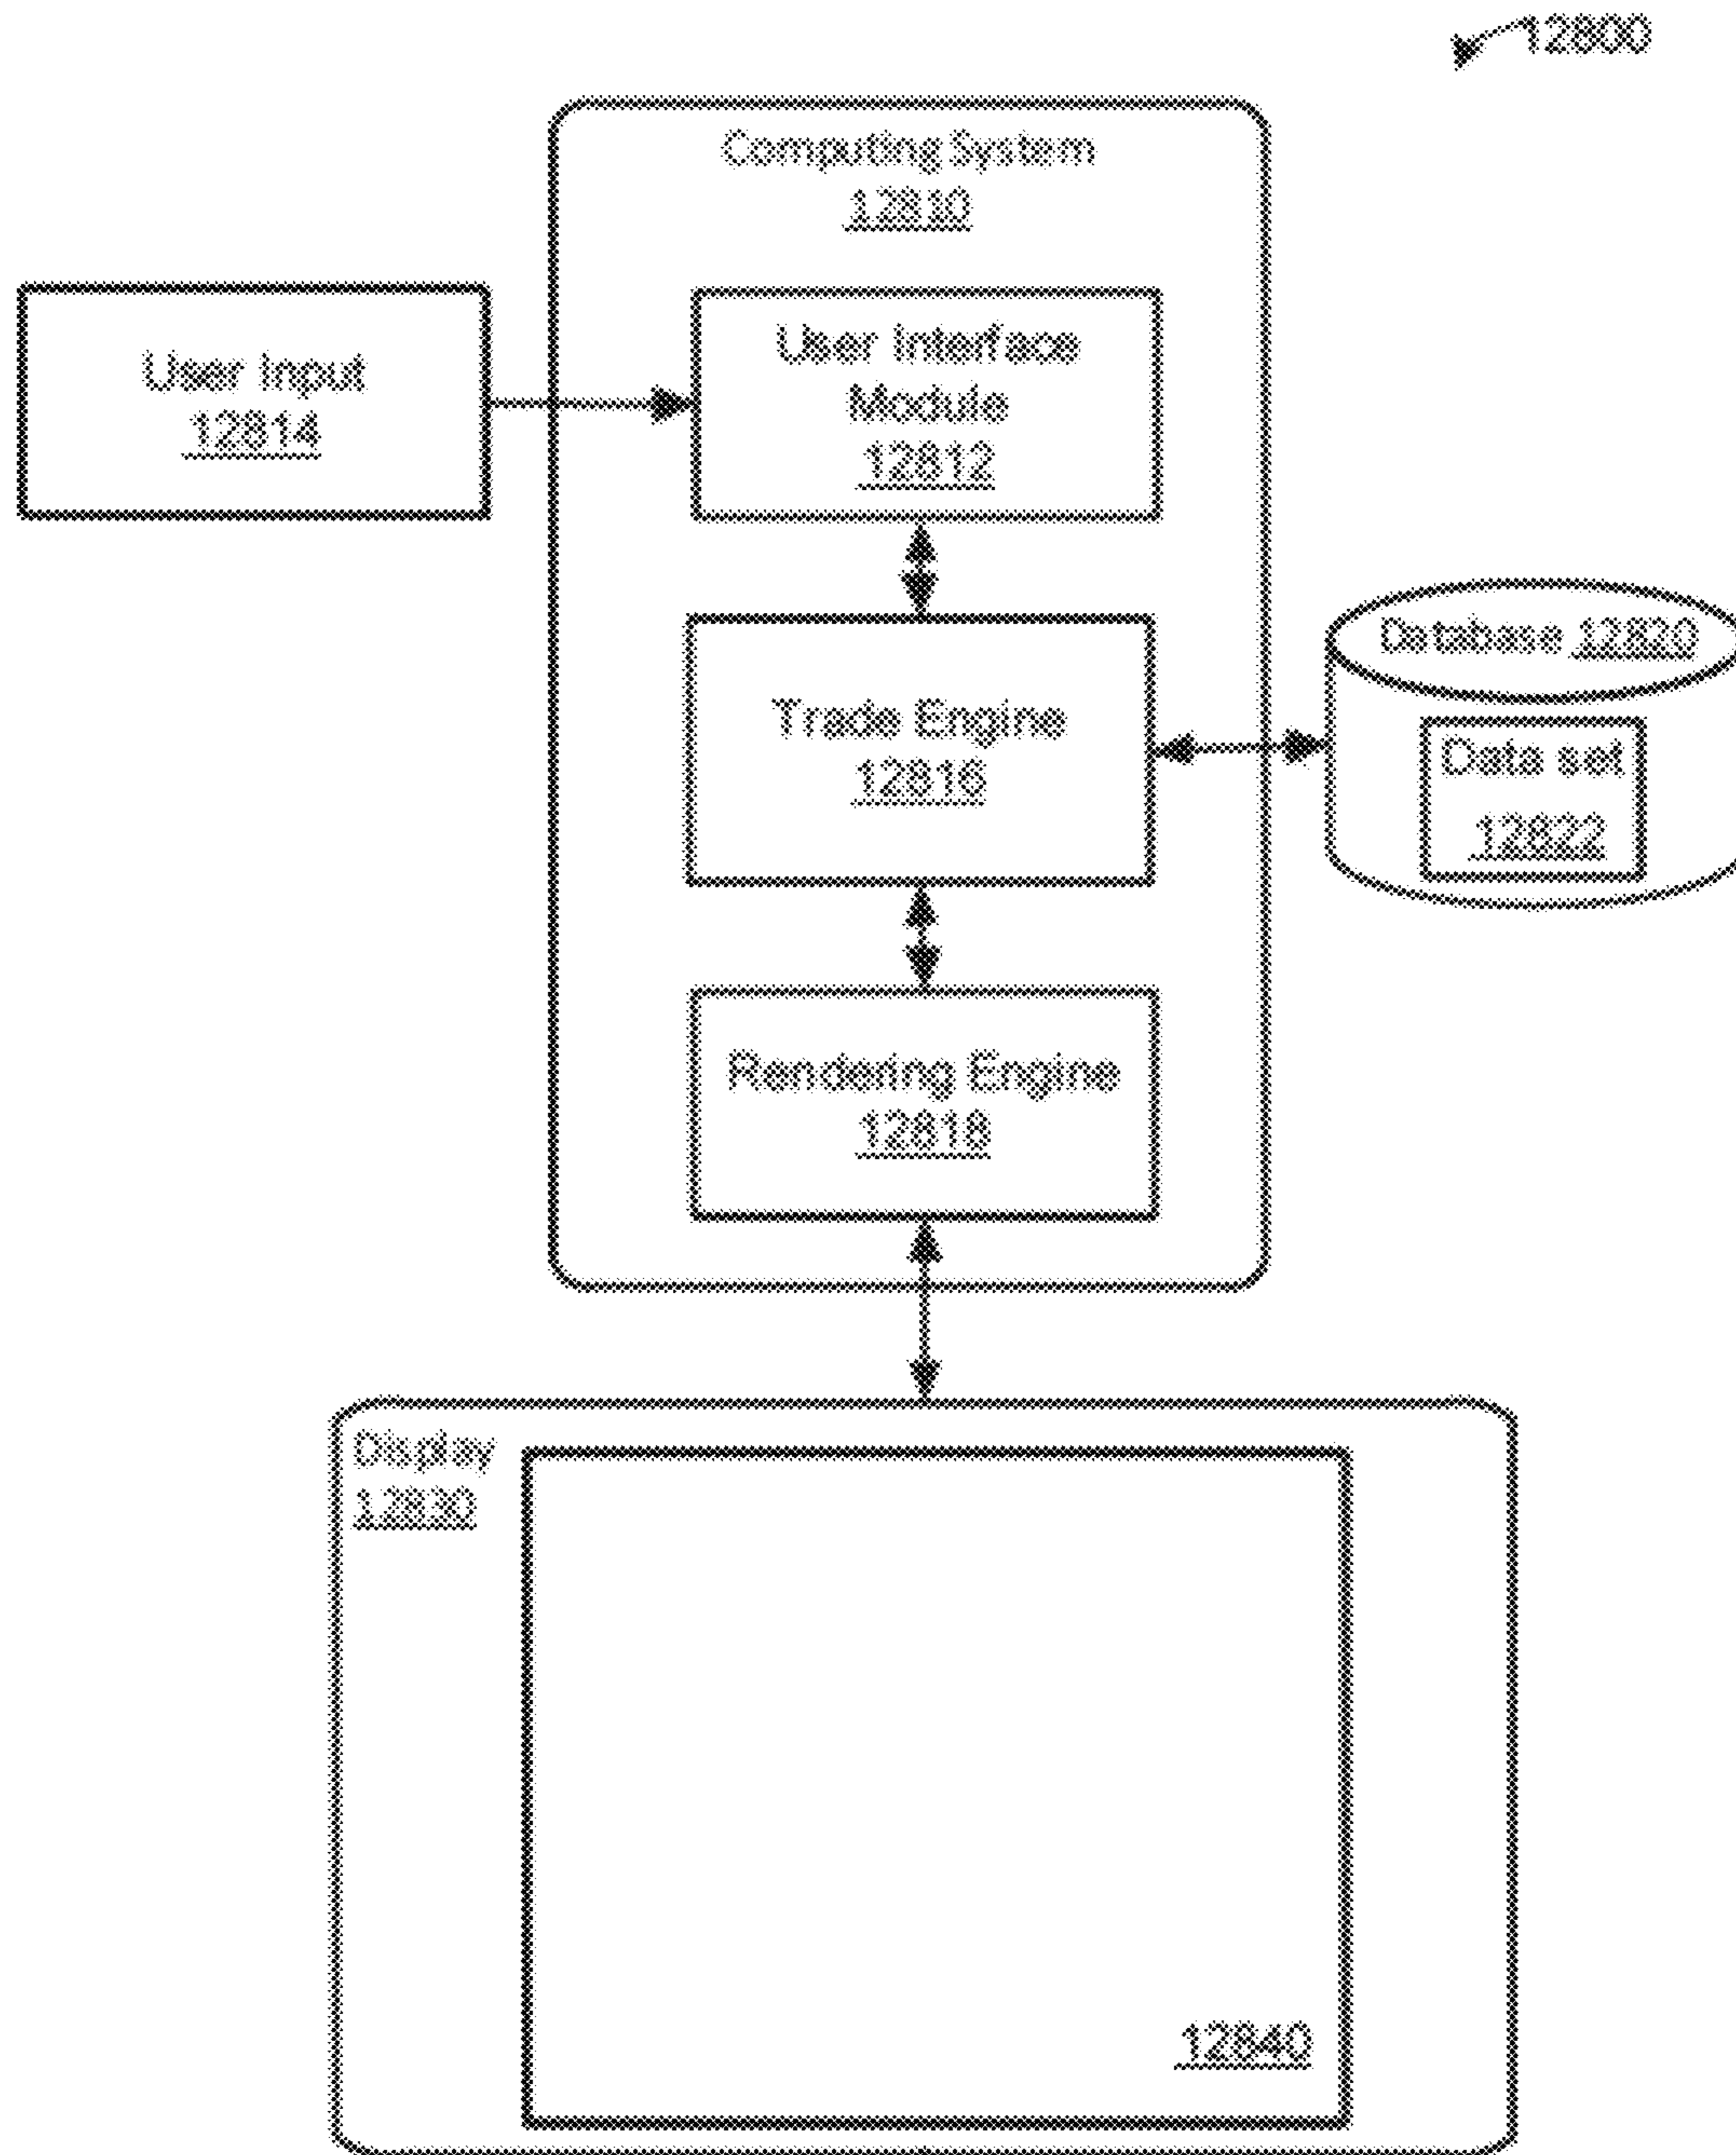 12800
Computing System
12810
User Input
12814
User Interface
Module
12812
Database 12820
Trade Engine
12816
Data set
12822
Rendering Engine
12818
Display
12830
12840